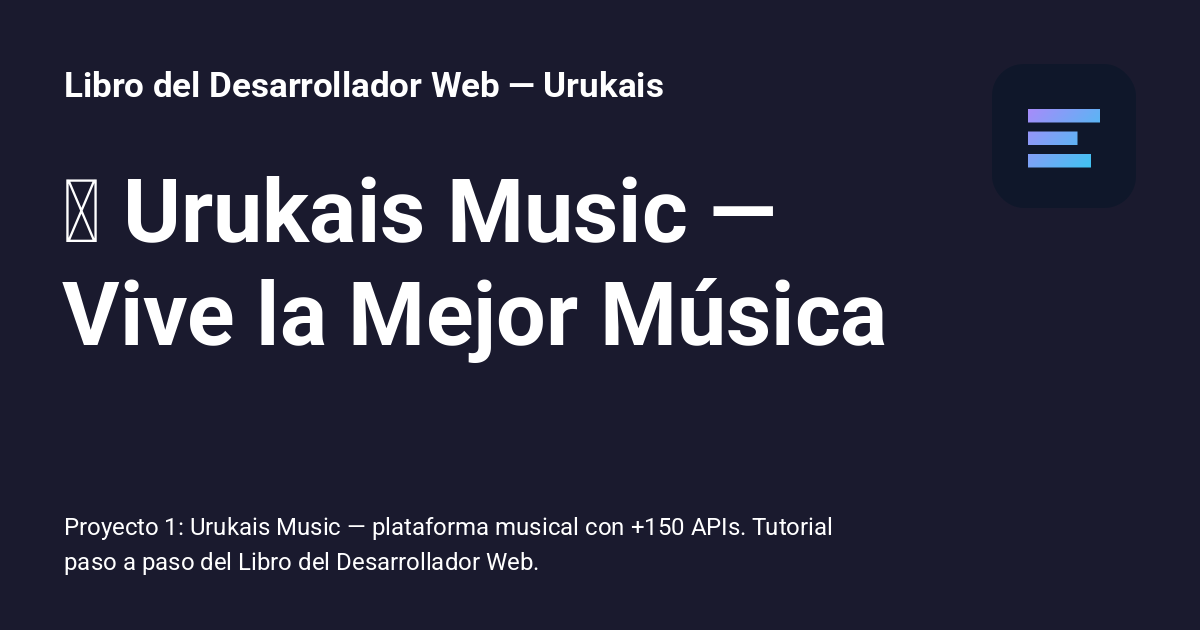 Libro del Desarrollador Web — Urukais
Urukais Music —
Vive la Mejor Música
Proyecto 1: Urukais Music — plataforma musical con +150 APIs. Tutorial
paso a paso del Libro del Desarrollador Web.